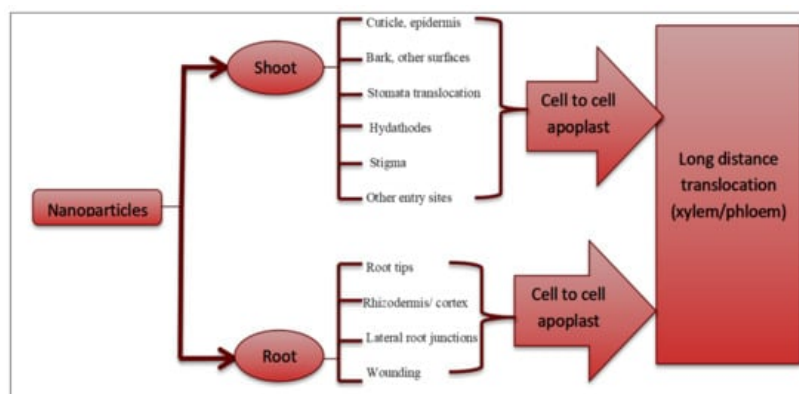 Nanoparticles
Shoot
Cuticle, epidermis
Bark, other surfaces
Stomata translocation
Hydathodes
Stigma
Other entry sites
Cell to cell
apoplast
Root
Root tips
Rhizodermis/ cortex
Lateral root junctions
Wounding
Cell to cell
apoplast
Long distance
translocation
(xylem/phloem)